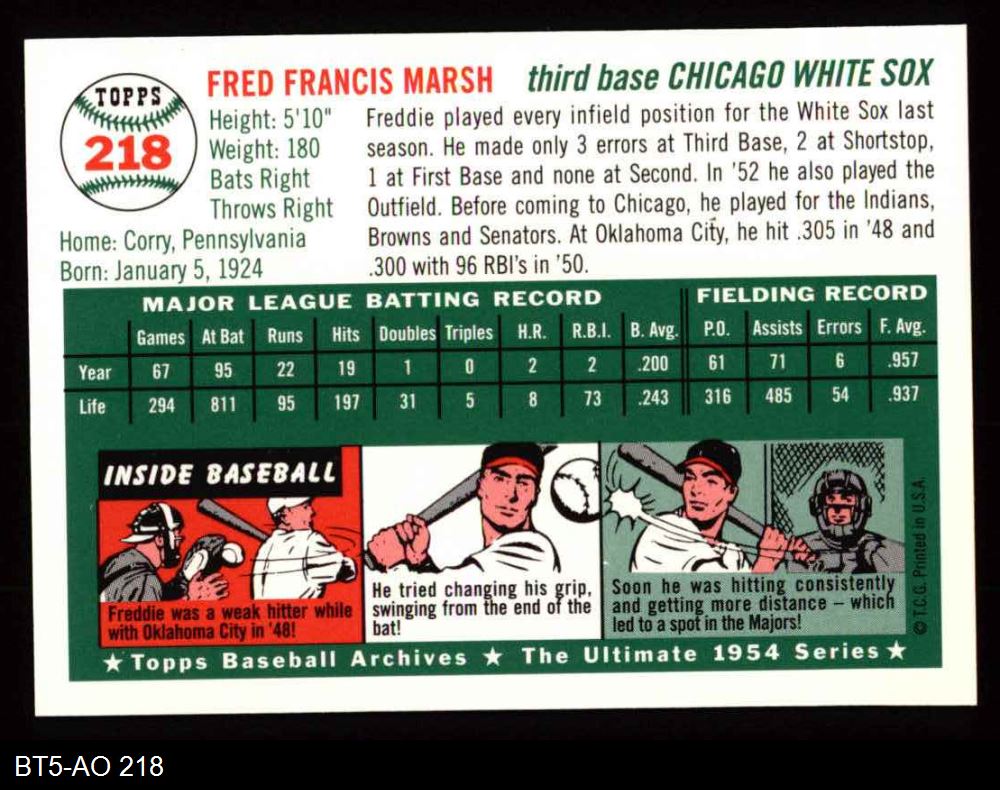 TOPPS
218
FRED FRANCIS MARSH third base CHICAGO WHITE SOX
Height: 5'10"
Weight: 180
Bats Right
Throws Right
Home: Corry, Pennsylvania
Born: January 5, 1924
Freddie played every infield position for the White Sox last
season. He made only 3 errors at Third Base, 2 at Shortstop,
1 at First Base and none at Second. In '52 he also played the
Outfield. Before coming to Chicago, he played for the Indians,
Browns and Senators. At Oklahoma City, he hit .305 in '48 and
.300 with 96 RBI's in '50.
MAJOR LEAGUE BATTING RECORD FIELDING RECORD
Games At Bat Runs Hits Doubles Triples H.R. R.B.I. B. Avg. P.O. Assists Errors F. Avg.
Year 67 95 22 19 1 0 2 2 .200 61 71 6 .957
Life 294 811 95 197 31 5 8 73 .243 316 485 54 .937
INSIDE BASEBALL
Freddie was a weak hitter while
with Oklahoma City in '48!
He tried changing his grip,
swinging from the end of the
bat!
Soon he was hitting consistently
and getting more distance – which
led to a spot in the Majors!
© T.C.G. Printed in U.S.A.
★ Topps Baseball Archives ★ The Ultimate 1954 Series ★
BT5-AO 218